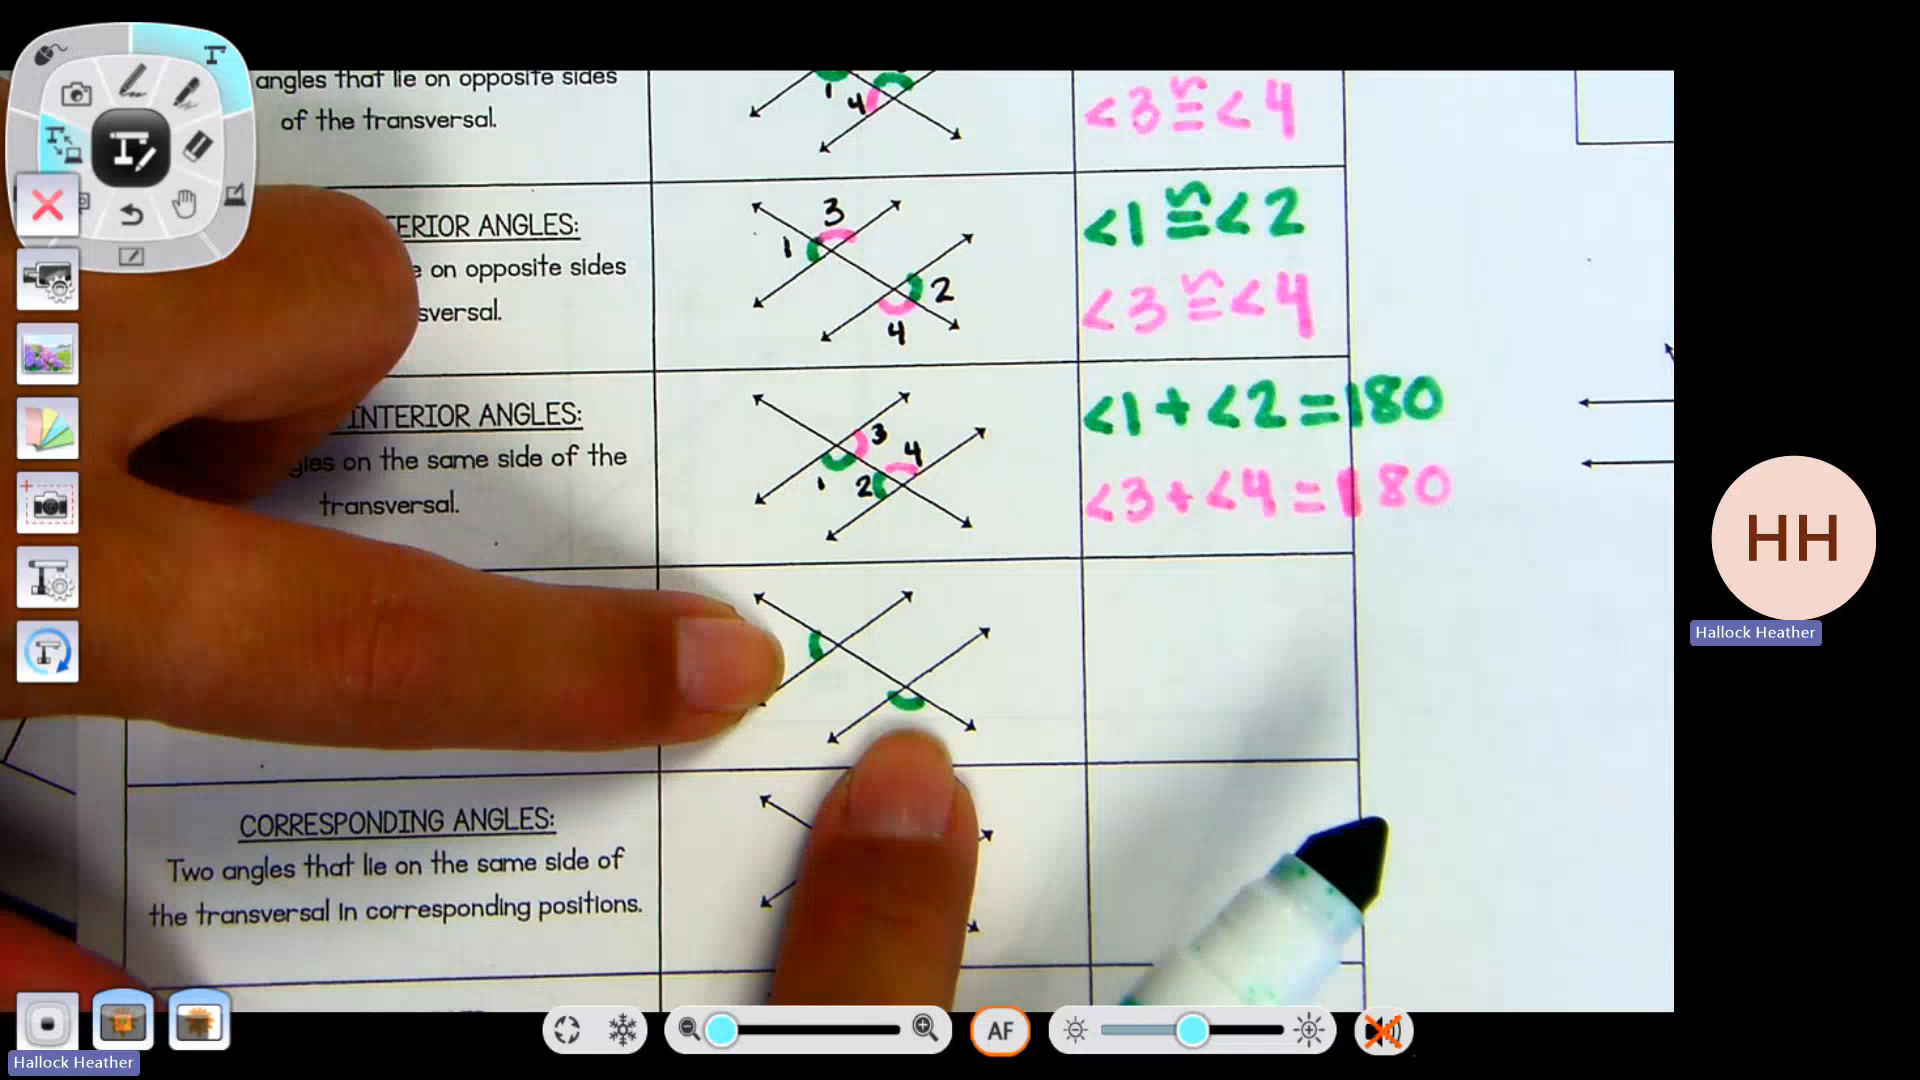 angles that lie on opposite sides
of the transversal.
1
4
<3 ≅ <4
ERIOR ANGLES:
e on opposite sides
sversal.
3
1
2
4
<1 ≅ <2
<3 ≅ <4
INTERIOR ANGLES:
gles on the same side of the
transversal.
3
4
1
2
<1 + <2 = 180
<3 + <4 = 180
CORRESPONDING ANGLES:
Two angles that lie on the same side of
the transversal in corresponding positions.
HH
Hallock Heather
AF
Hallock Heather